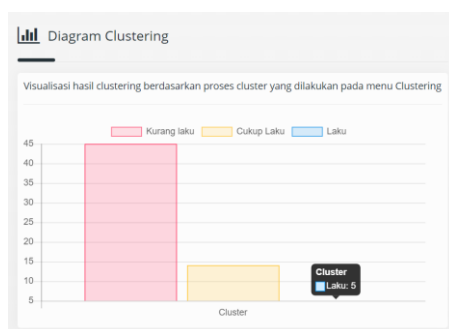 Diagram Clustering
Visualisasi hasil clustering berdasarkan proses cluster yang dilakukan pada menu Clustering
Kurang laku Cukup Laku Laku
45
40
35
30
25
20
15
10
5
Cluster
Laku: 5
Cluster